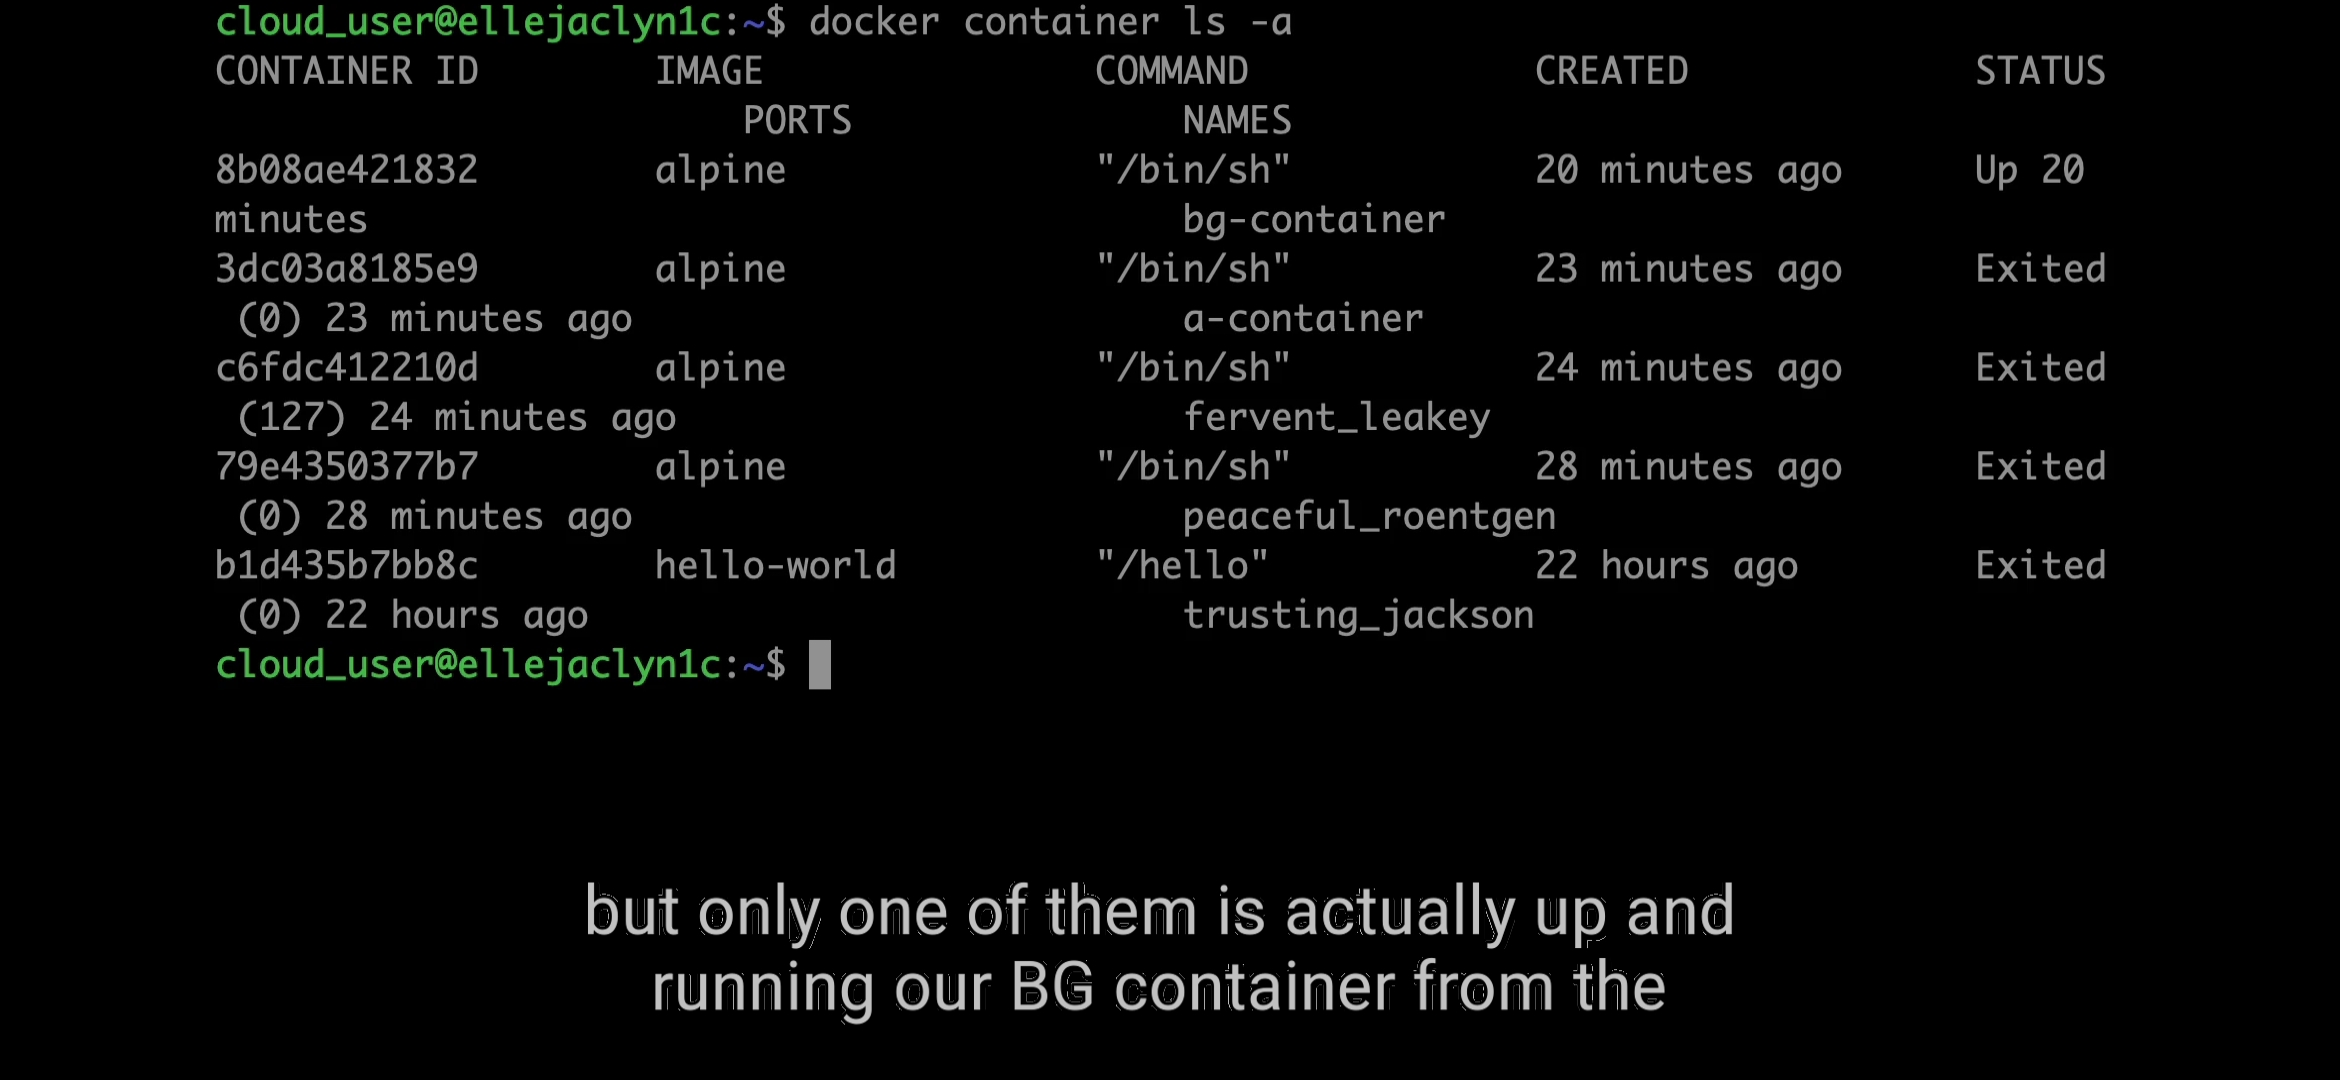 cloud_user@ellejaclyn1c:~$ docker container ls -a
CONTAINER ID        IMAGE               COMMAND             CREATED             STATUS
                        PORTS               NAMES
8b08ae421832        alpine              "/bin/sh"           20 minutes ago      Up 20
minutes                                     bg-container
3dc03a8185e9        alpine              "/bin/sh"           23 minutes ago      Exited
 (0) 23 minutes ago                         a-container
c6fdc412210d        alpine              "/bin/sh"           24 minutes ago      Exited
 (127) 24 minutes ago                       fervent_leakey
79e4350377b7        alpine              "/bin/sh"           28 minutes ago      Exited
 (0) 28 minutes ago                         peaceful_roentgen
b1d435b7bb8c        hello-world         "/hello"            22 hours ago        Exited
 (0) 22 hours ago                           trusting_jackson
cloud_user@ellejaclyn1c:~$
but only one of them is actually up and
running our BG container from the